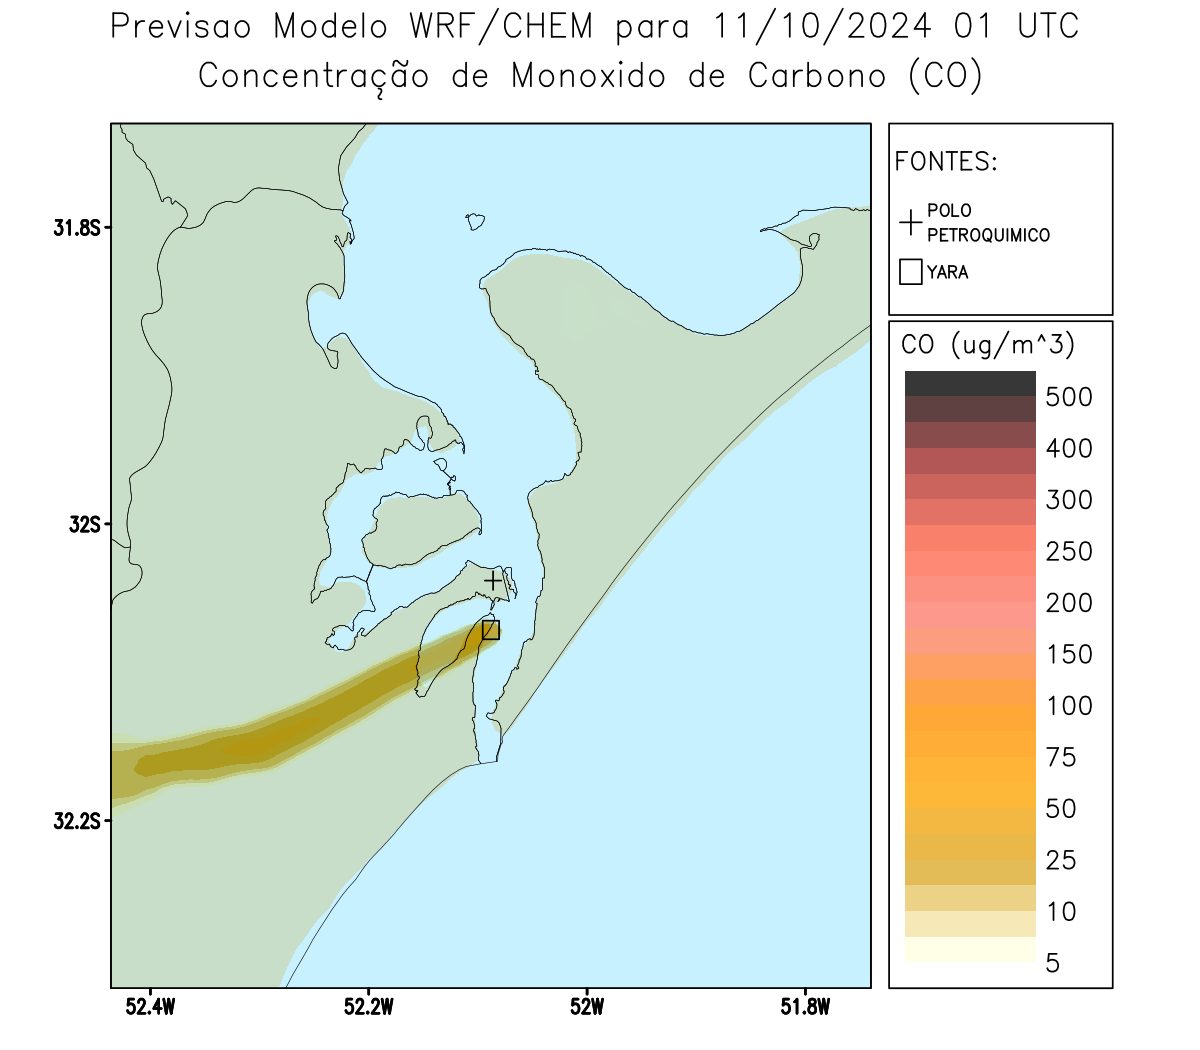 Previsao Modelo WRF/CHEM para 11/10/2024 01 UTC
Concentração de Monoxido de Carbono (CO)
FONTES:
POLO
PETROQUIMICO
YARA
CO (ug/m^3)
500
400
300
250
200
150
100
75
50
25
10
5
31.8S
32S
32.2S
52.4W
52.2W
52W
51.8W